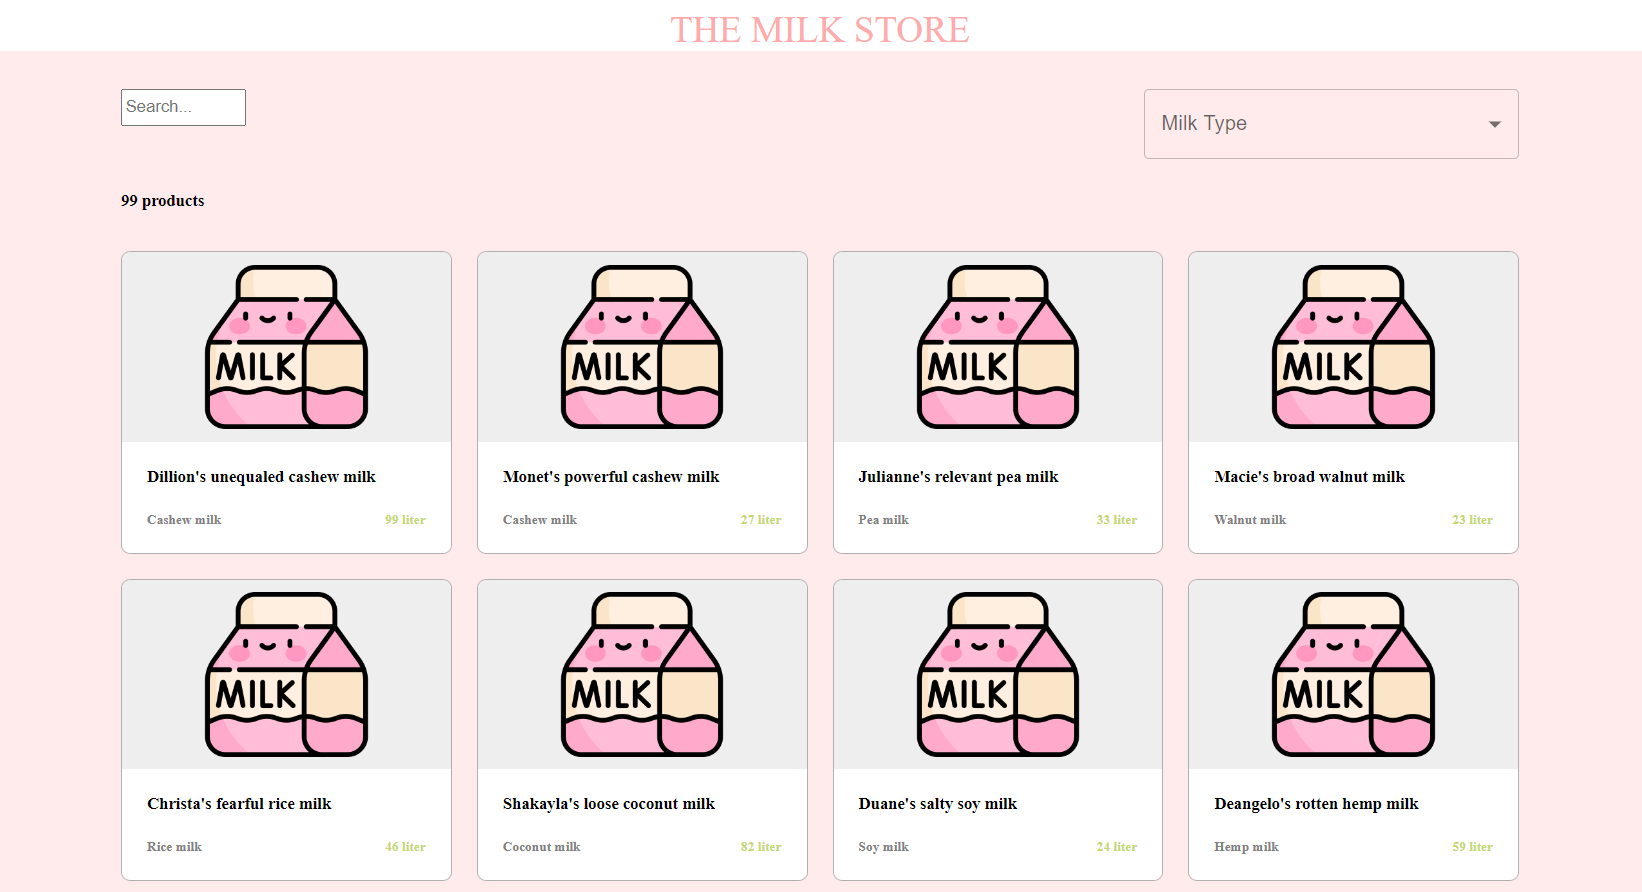 THE MILK STORE
Search...
Milk Type
99 products
MILK
MILK
MILK
MILK
Dillion's unequaled cashew milk
Cashew milk
99 liter
Monet's powerful cashew milk
Cashew milk
27 liter
Julianne's relevant pea milk
Pea milk
33 liter
Macie's broad walnut milk
Walnut milk
23 liter
MILK
MILK
MILK
MILK
Christa's fearful rice milk
Rice milk
46 liter
Shakayla's loose coconut milk
Coconut milk
82 liter
Duane's salty soy milk
Soy milk
24 liter
Deangelo's rotten hemp milk
Hemp milk
59 liter